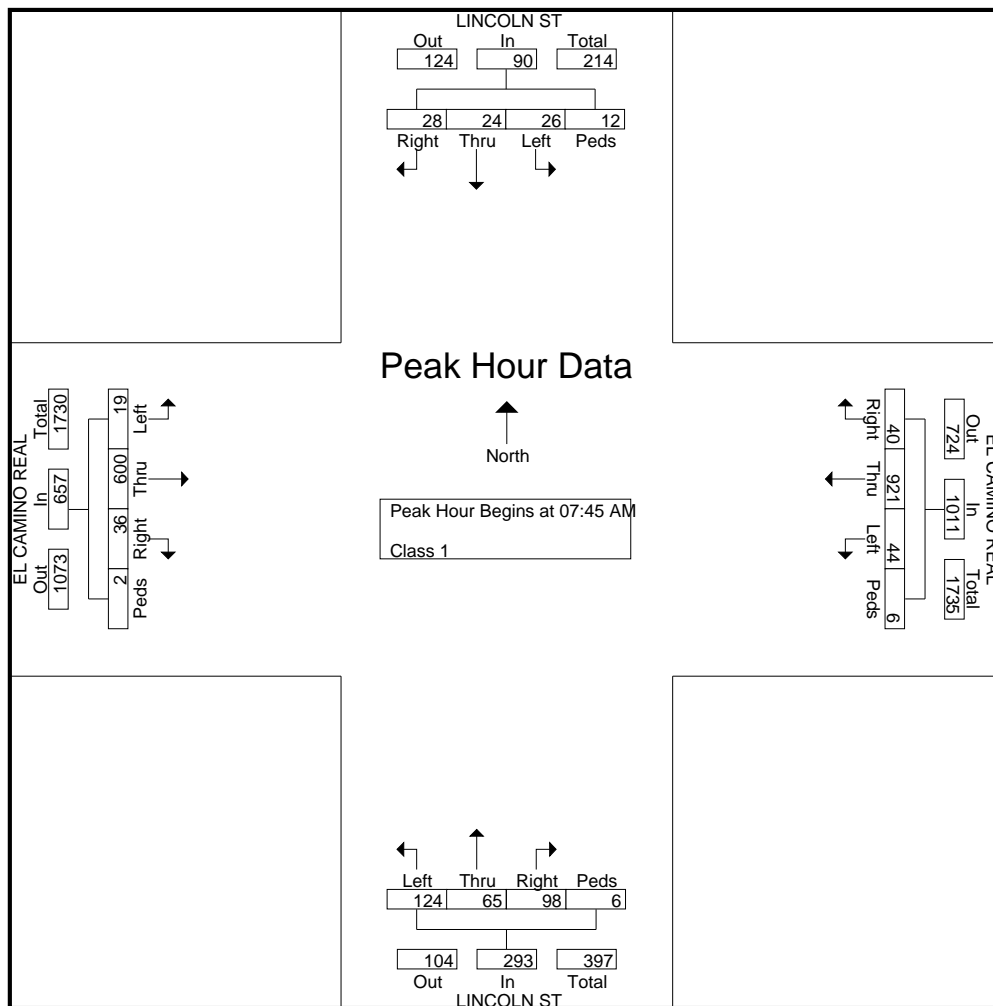 LINCOLN ST
Out In Total
124 90 214
28 24 26 12
Right Thru Left Peds
Peak Hour Data
North
Peak Hour Begins at 07:45 AM
Class 1
EL CAMINO REAL
Total In Out
1730 657 1073
19 600 36 2
Left Thru Right Peds
EL CAMINO REAL
Out In Total
724 1011 1735
40 921 44 6
Right Thru Left Peds
Left Thru Right Peds
124 65 98 6
104 293 397
Out In Total
LINCOLN ST